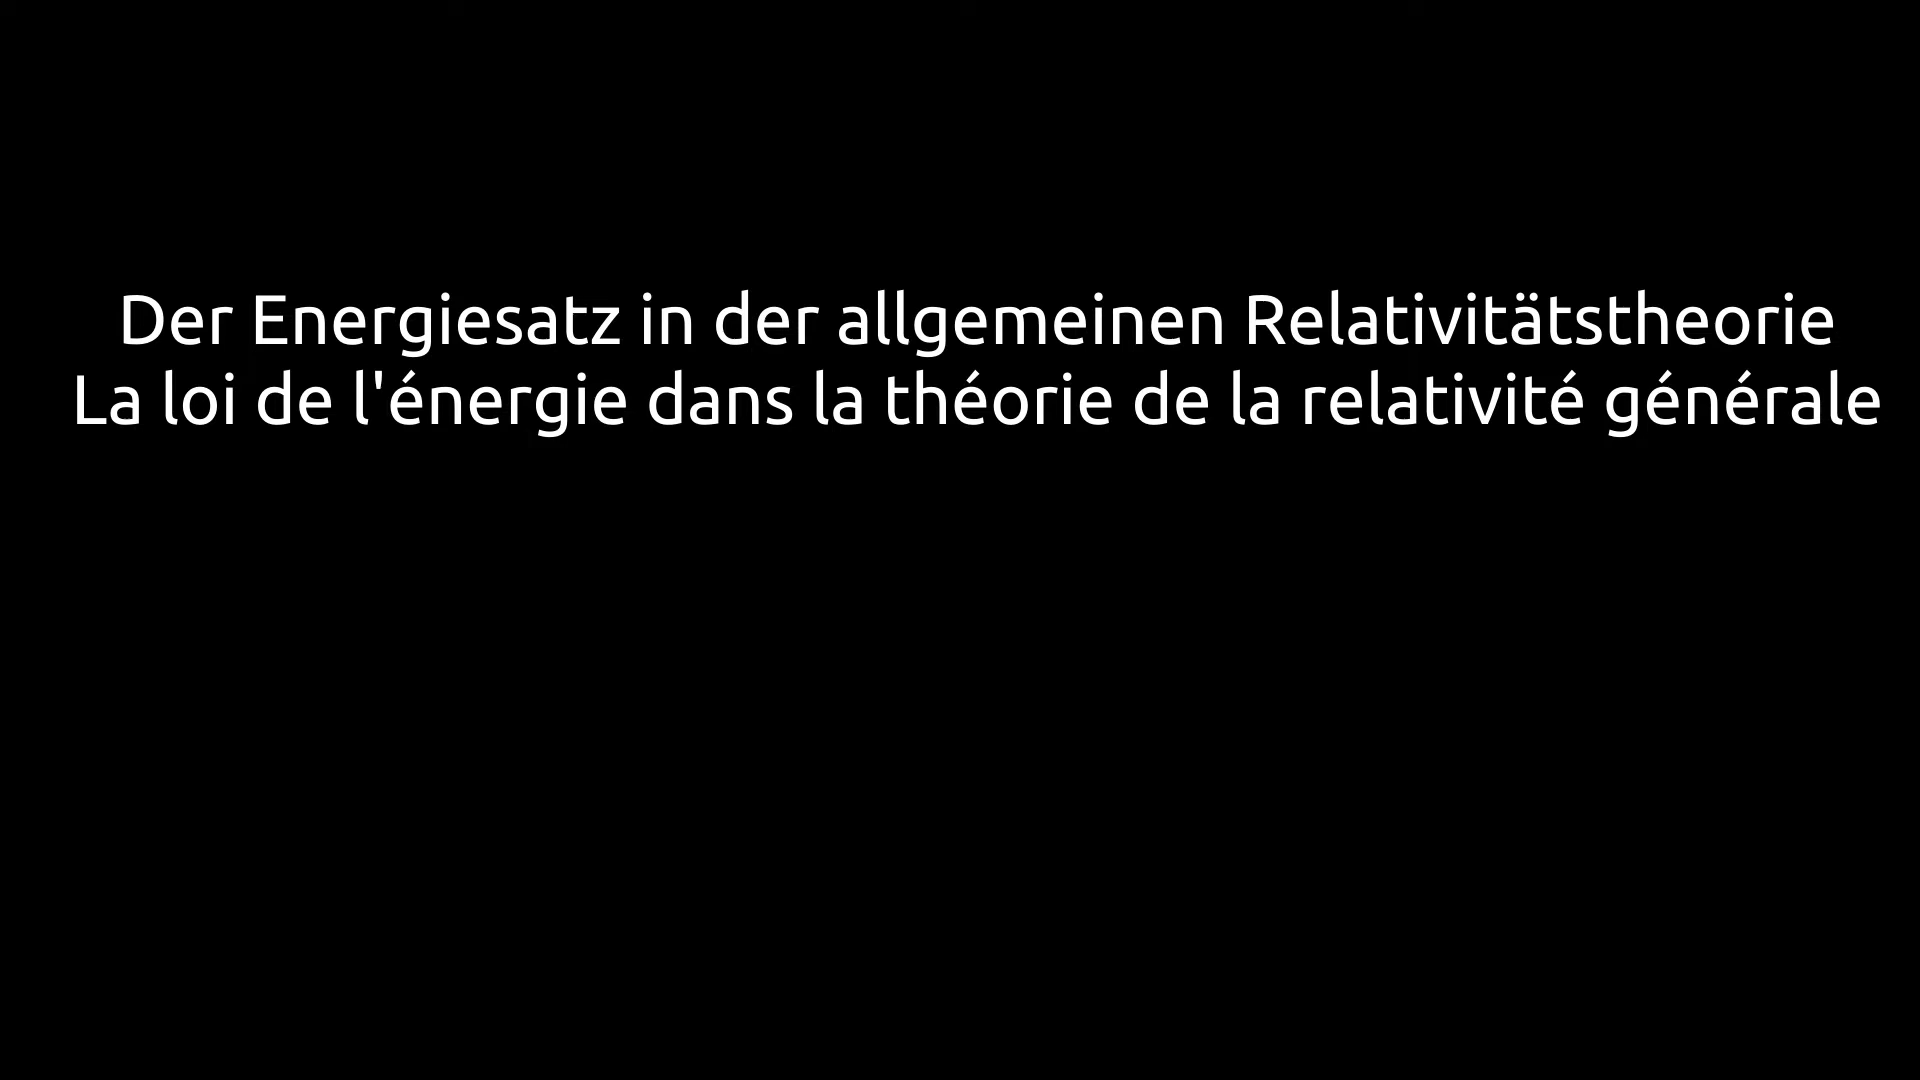 Der Energiesatz in der allgemeinen Relativitätstheorie
La loi de l'énergie dans la théorie de la relativité générale